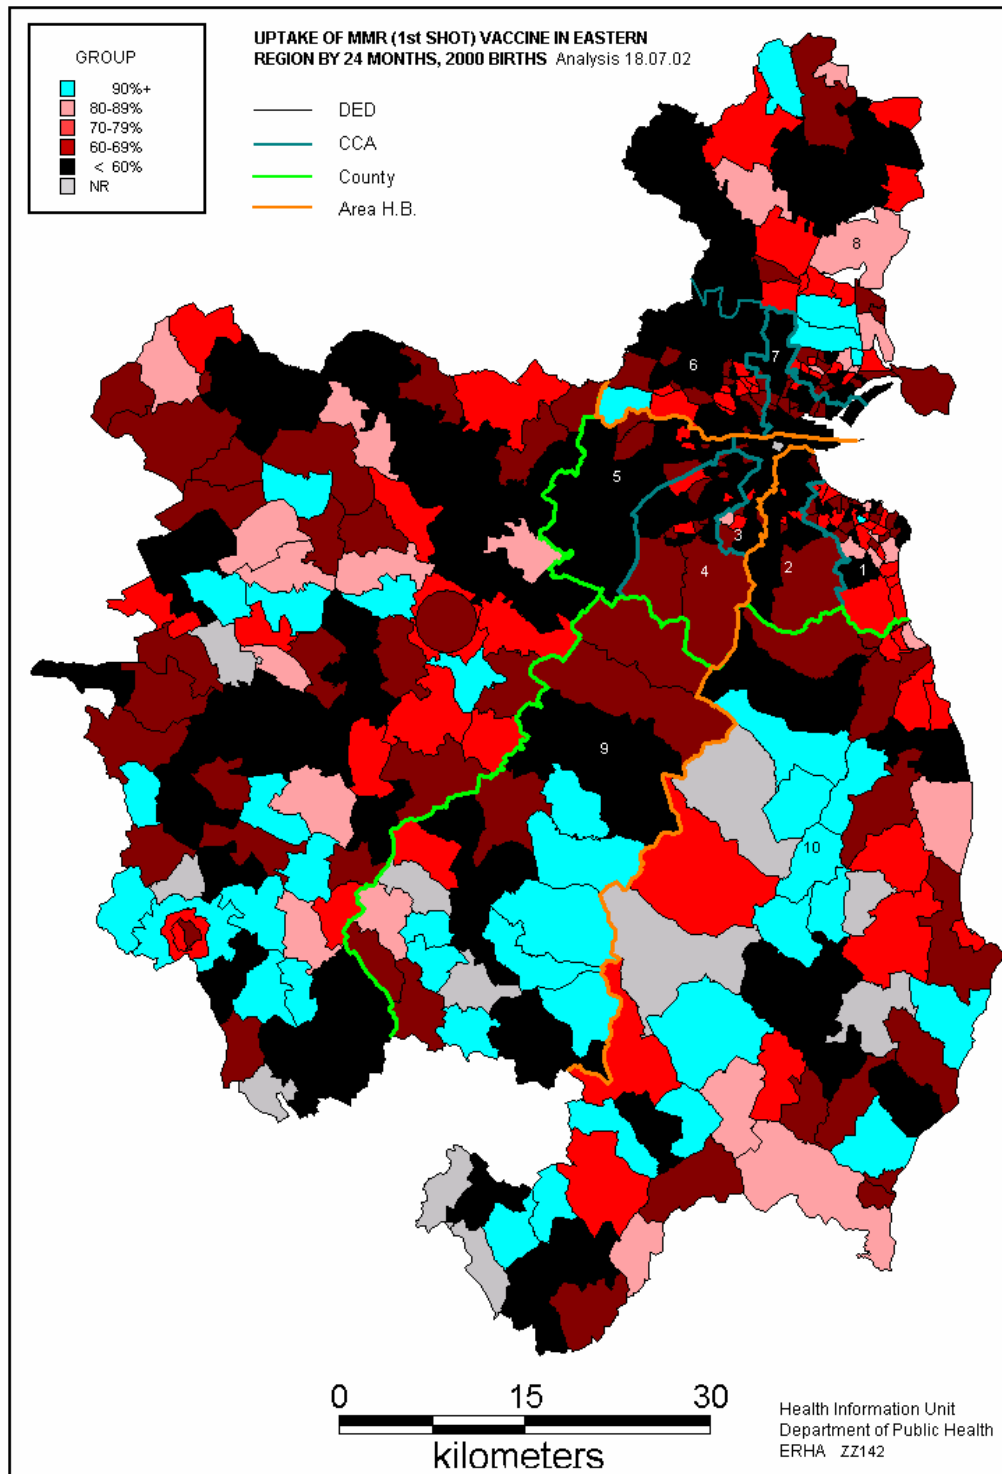 UPTAKE OF MMR (1st SHOT) VACCINE IN EASTERN
REGION BY 24 MONTHS, 2000 BIRTHS Analysis 18.07.02
GROUP
90%+
80-89%
70-79%
60-69%
< 60%
NR
DED
CCA
County
Area H.B.
8
7
6
5
3
4
2
1
9
10
0 15 30
kilometers
Health Information Unit
Department of Public Health
ERHA ZZ142